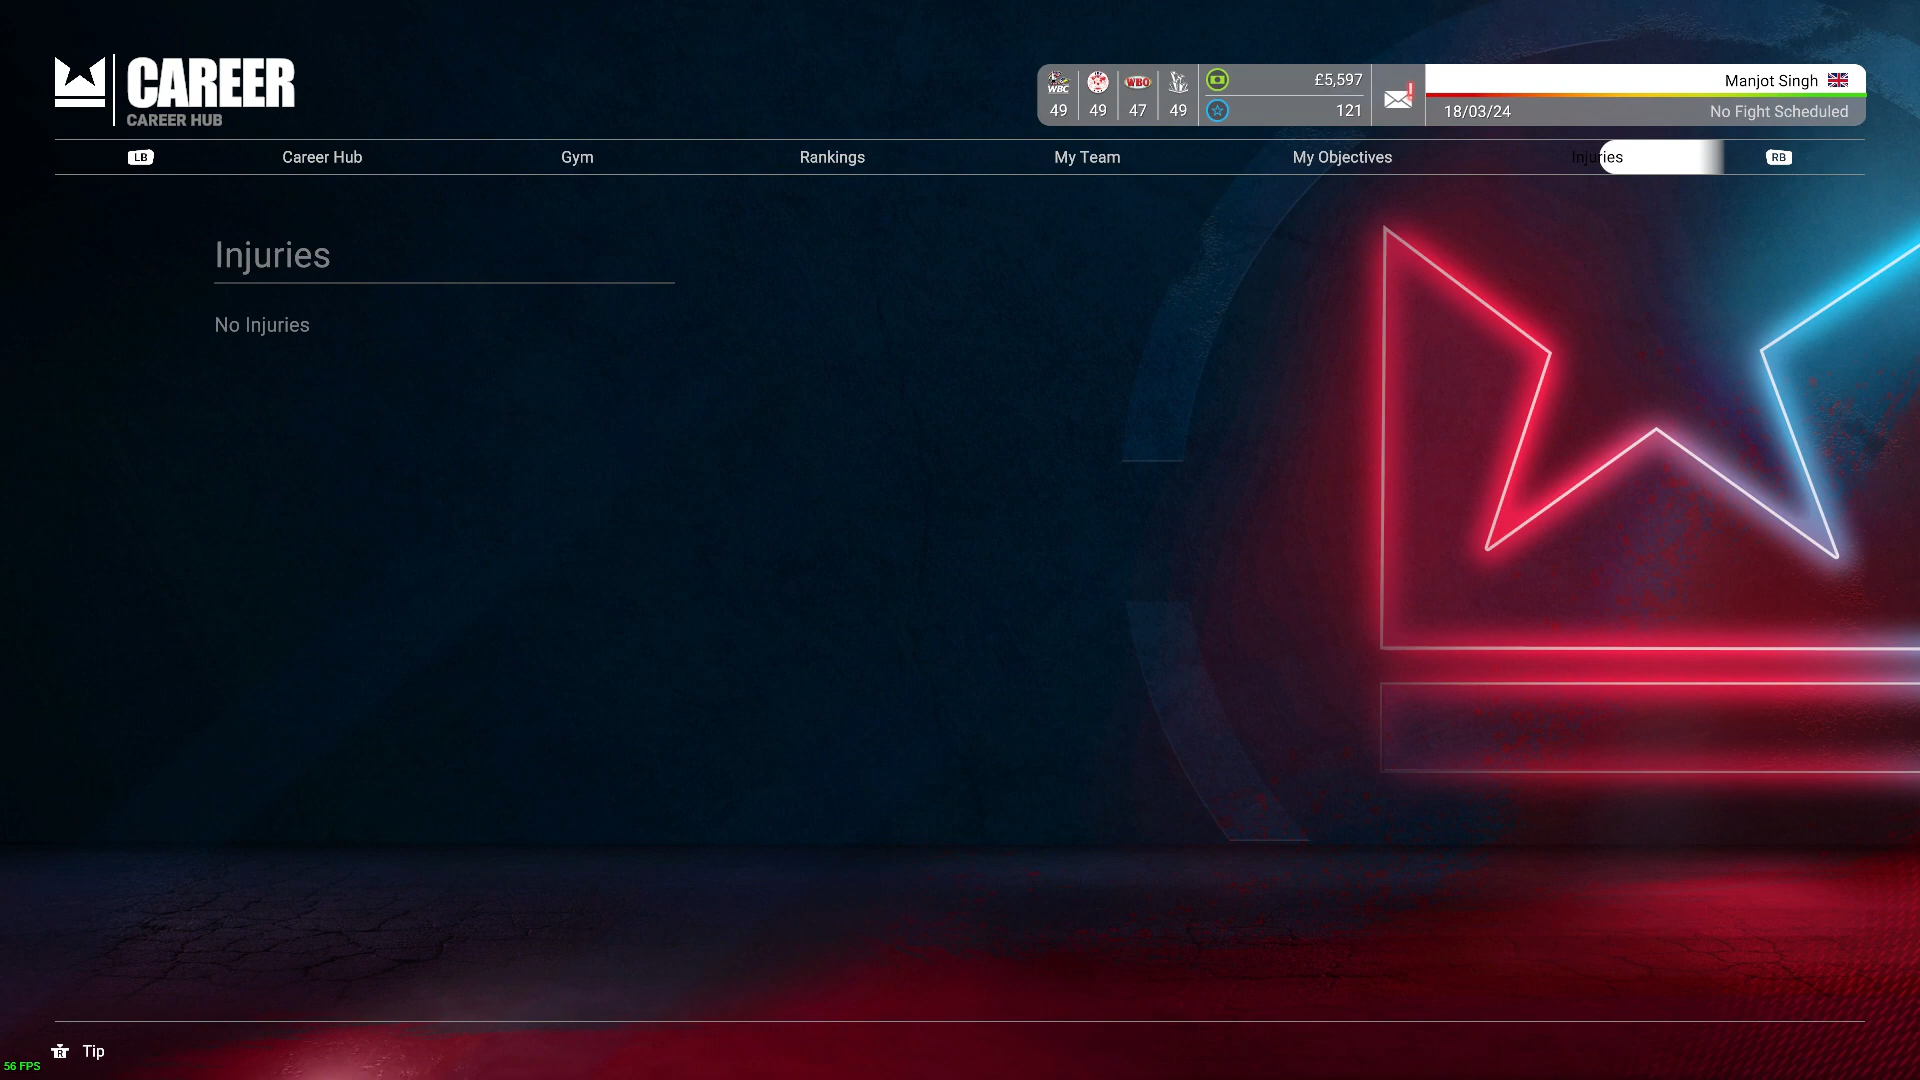 CAREER
CAREER HUB
WBC
WBO
49
49
47
49
£5,597
121
Manjot Singh
18/03/24
No Fight Scheduled
LB
Career Hub
Gym
Rankings
My Team
My Objectives
Injuries
RB
Injuries
No Injuries
R
Tip
56 FPS